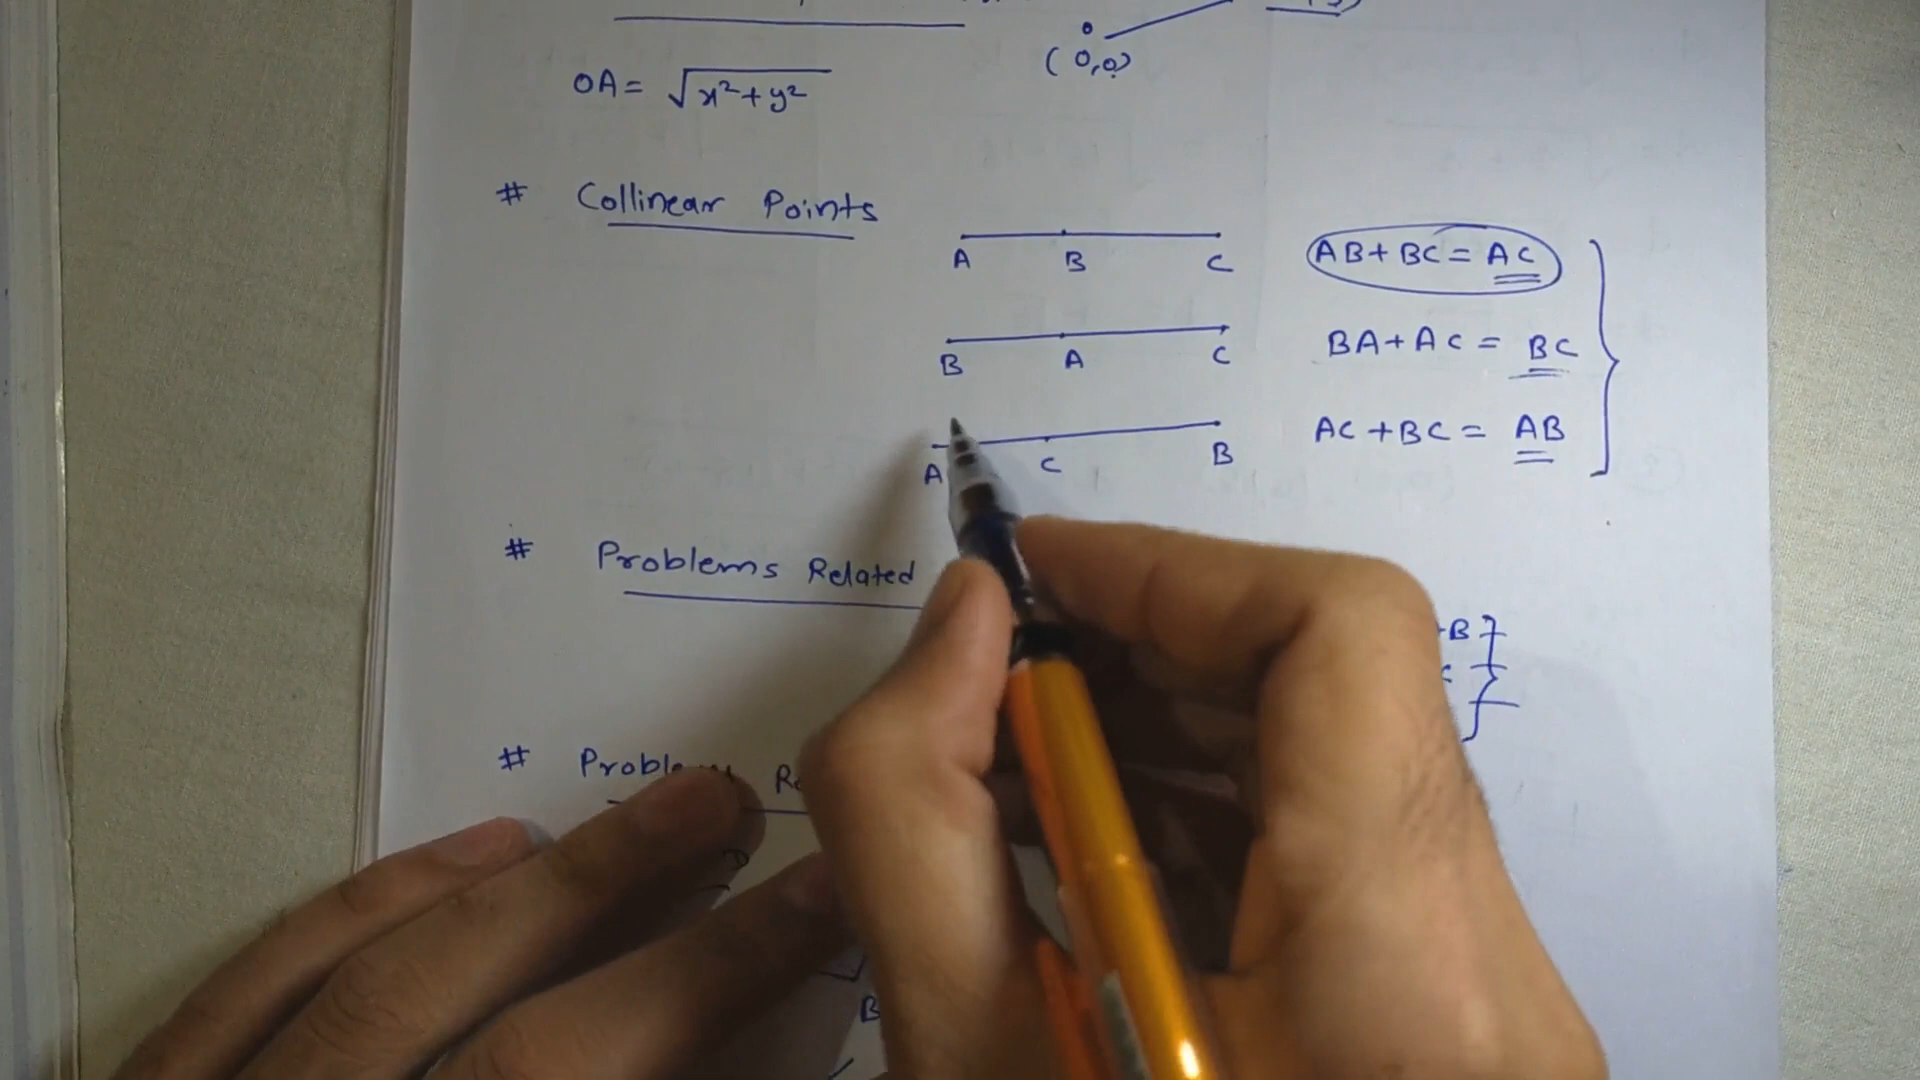 O
(0,0)
OA = √x²+y²
# Collinear Points
A B C AB+BC = AC
B A C BA+AC = BC
A C B AC+BC = AB
# Problems Related
B
#
B